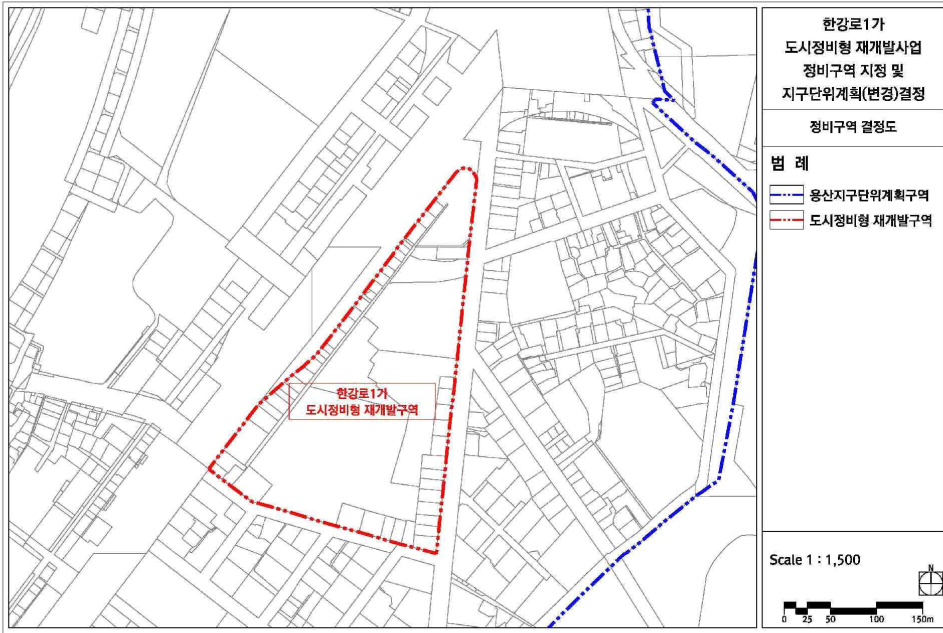 한강로1가
도시정비형 재개발사업
정비구역 지정 및
지구단위계획(변경)결정
정비구역 결정도
범 례
용산지구단위계획구역
도시정비형 재개발구역
한강로1가
도시정비형 재개발구역
Scale 1 : 1,500
N
0 25 50 100 150m